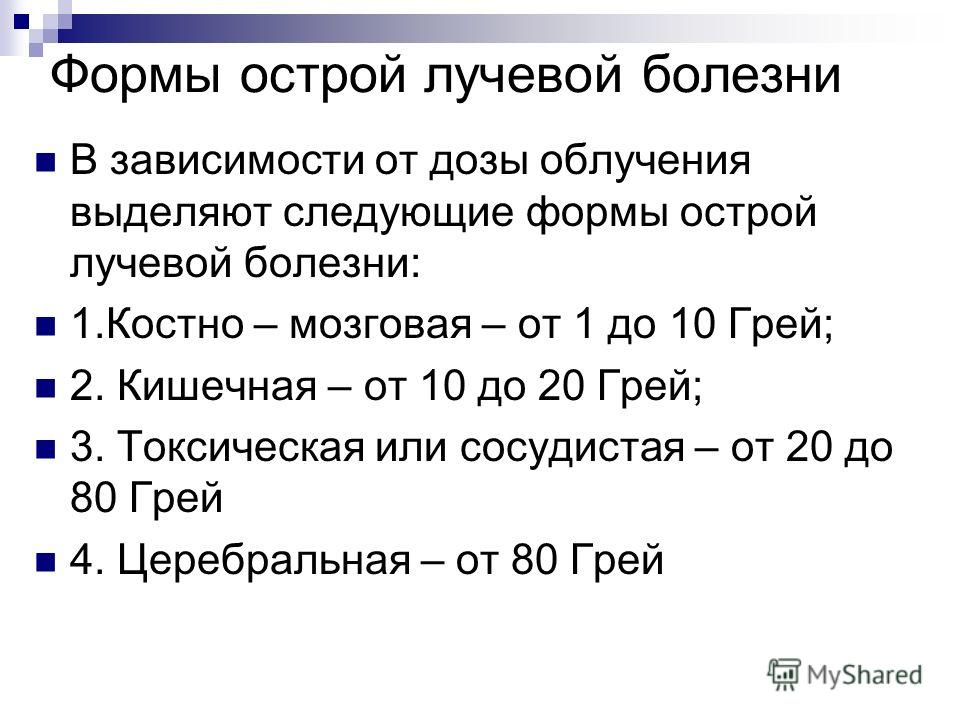 Формы острой лучевой болезни
В зависимости от дозы облучения
выделяют следующие формы острой
лучевой болезни:
1.Костно – мозговая – от 1 до 10 Грей;
2. Кишечная – от 10 до 20 Грей;
3. Токсическая или сосудистая – от 20 до
80 Грей
4. Церебральная – от 80 Грей
MyShared